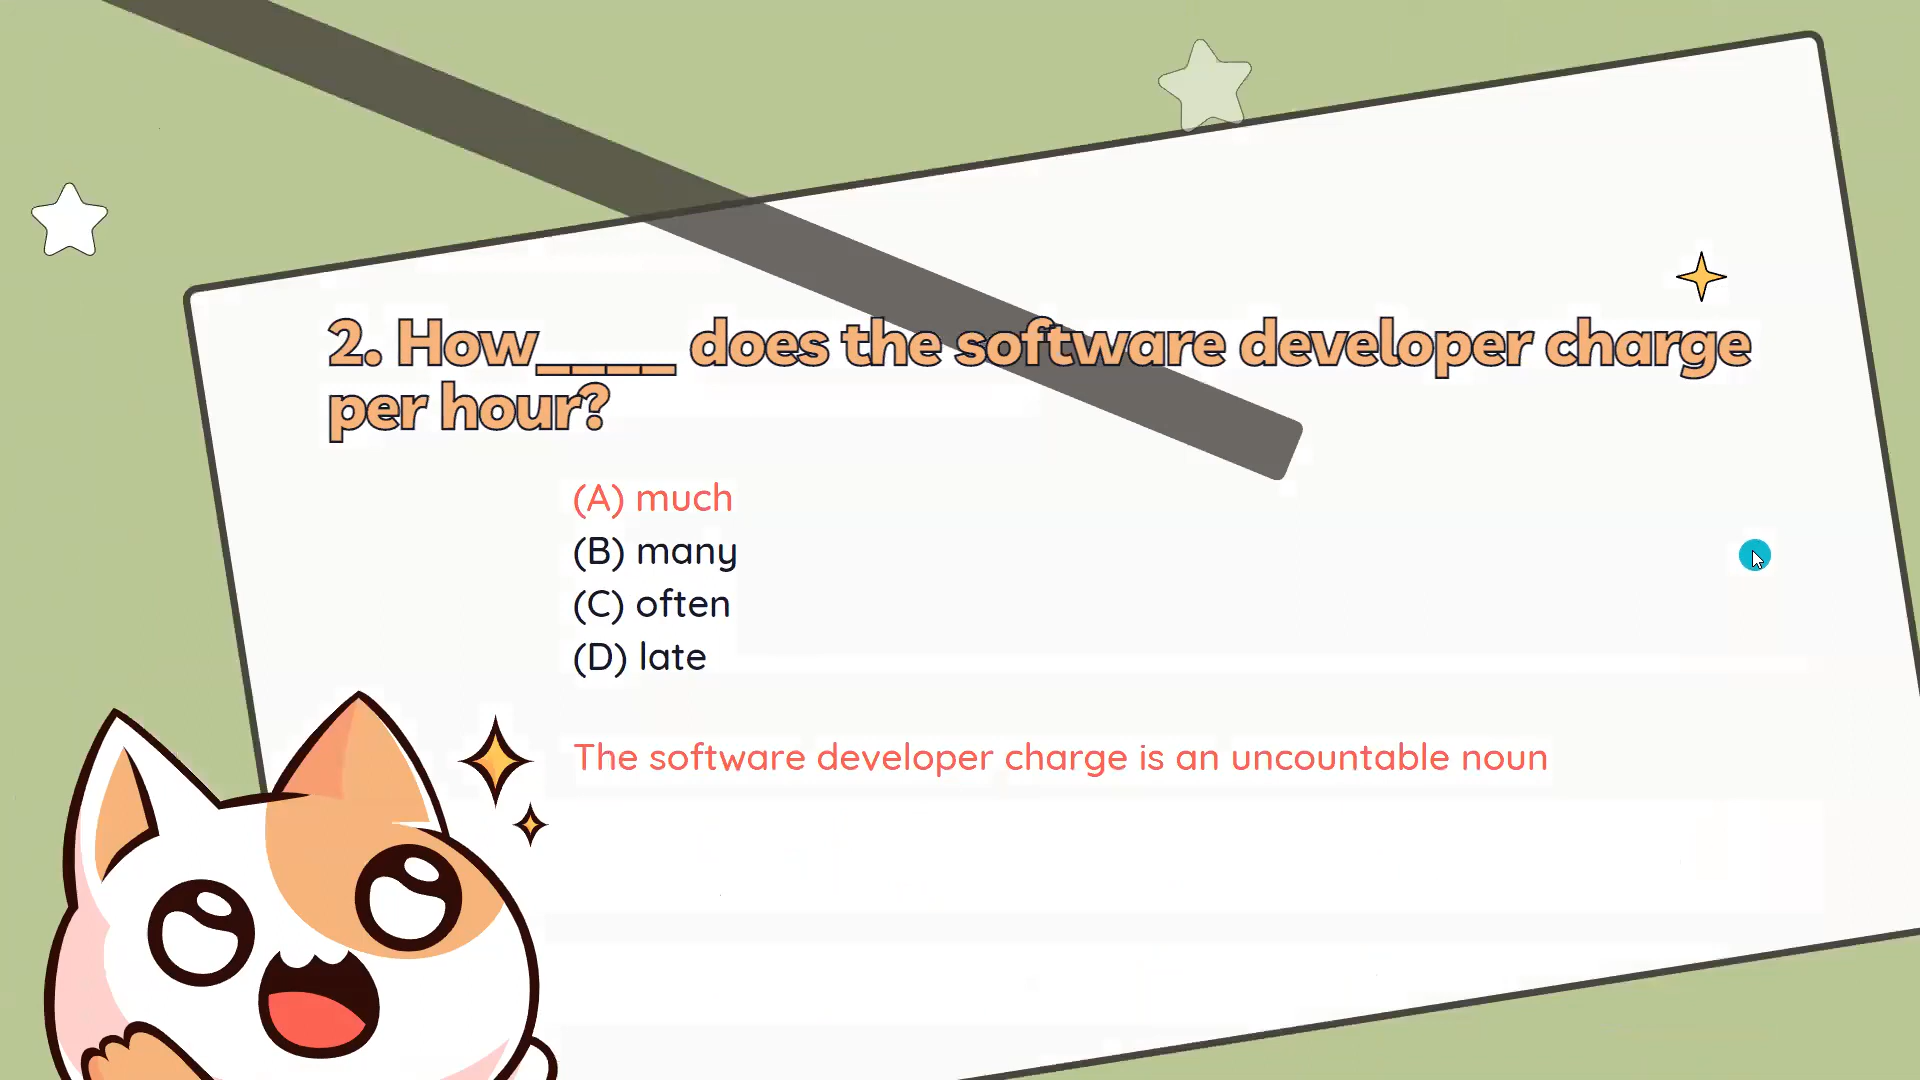 2. How____ does the software developer charge
per hour?
(A) much
(B) many
(C) often
(D) late
The software developer charge is an uncountable noun